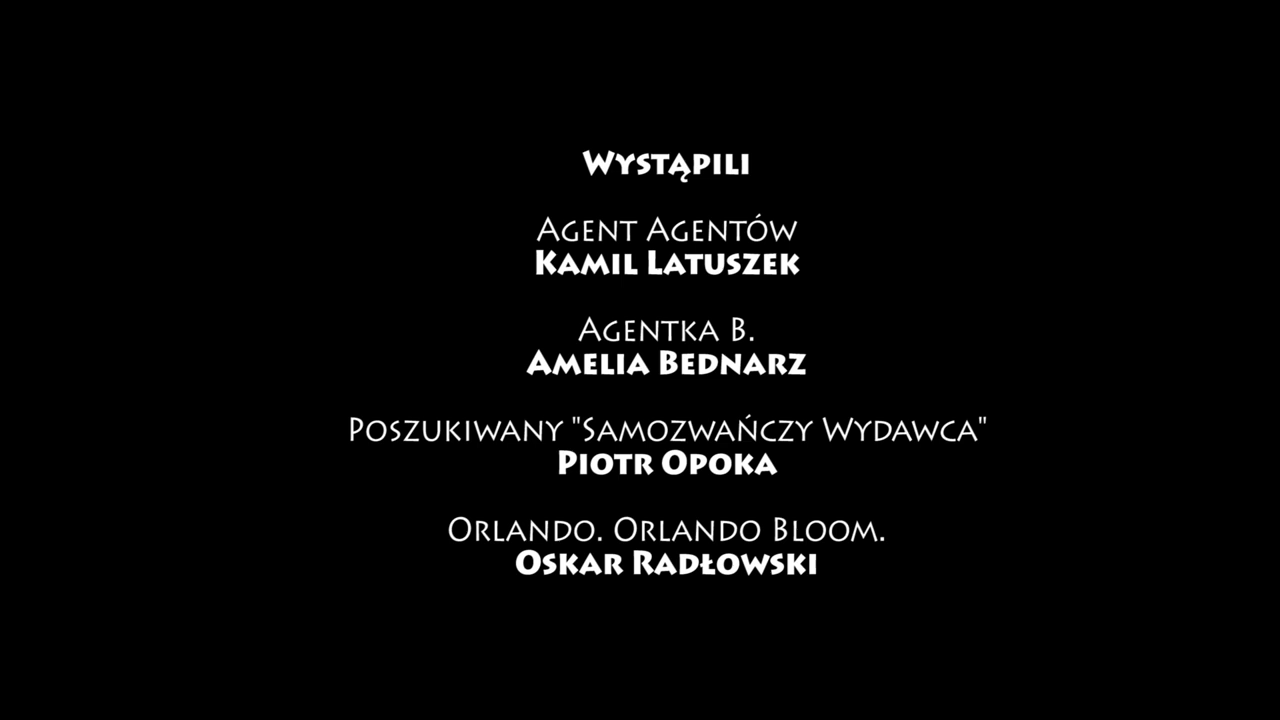 Wystąpili
Agent Agentów
Kamil Latuszek
Agentka B.
Amelia Bednarz
Poszukiwany "Samozwańczy Wydawca"
Piotr Opoka
Orlando. Orlando Bloom.
Oskar Radłowski